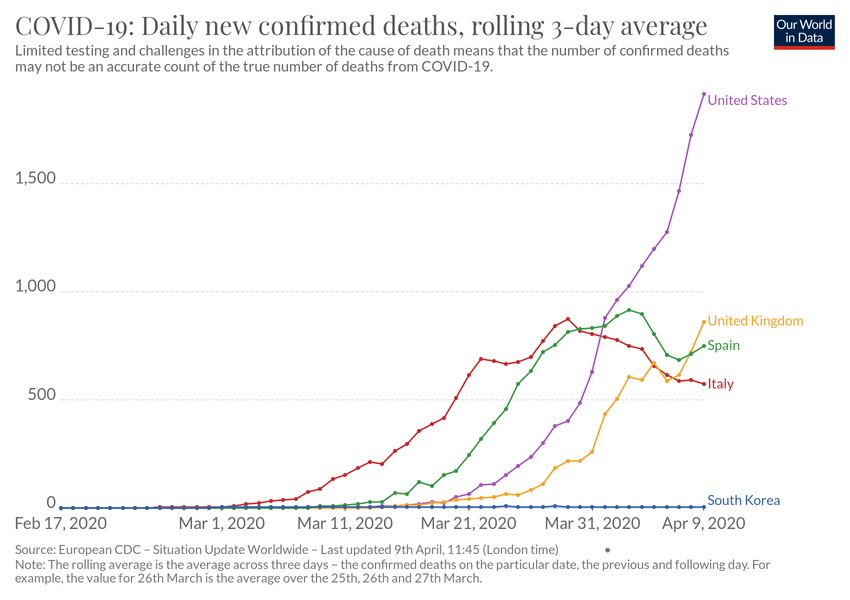 COVID-19: Daily new confirmed deaths, rolling 3-day average
Our World
in Data
Limited testing and challenges in the attribution of the cause of death means that the number of confirmed deaths
may not be an accurate count of the true number of deaths from COVID-19.
United States
1,500
1,000
United Kingdom
Spain
Italy
500
South Korea
0
Feb 17, 2020 Mar 1, 2020 Mar 11, 2020 Mar 21, 2020 Mar 31, 2020 Apr 9, 2020
Source: European CDC – Situation Update Worldwide – Last updated 9th April, 11:45 (London time) •
Note: The rolling average is the average across three days – the confirmed deaths on the particular date, the previous and following day. For
example, the value for 26th March is the average over the 25th, 26th and 27th March.